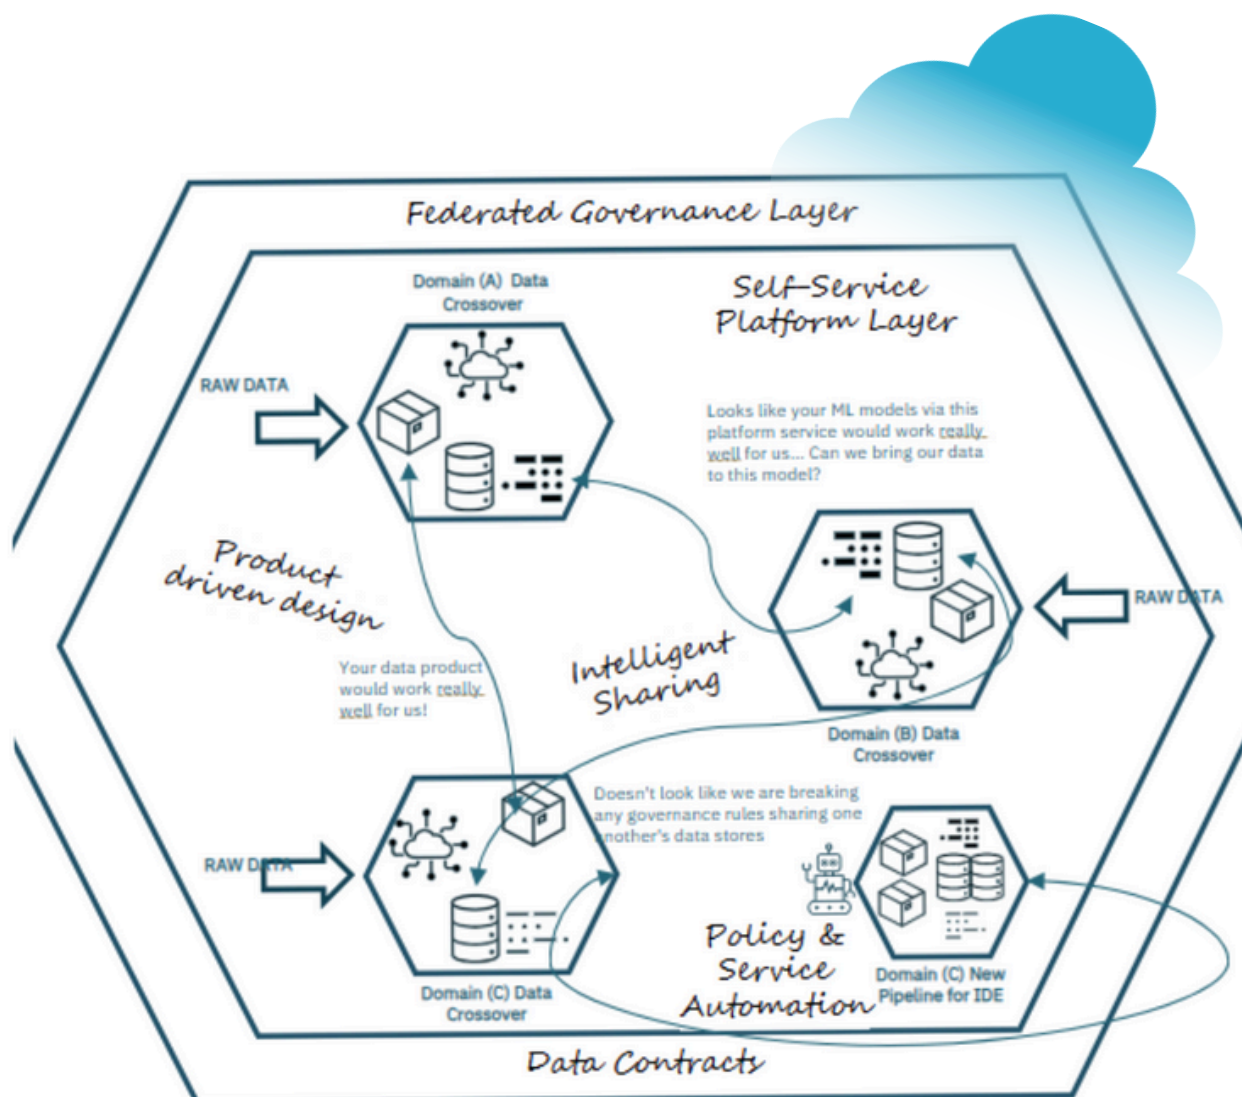 Federated Governance Layer
Domain (A) Data
Crossover
Self-Service
Platform Layer
RAW DATA
Looks like your ML models via this
platform service would work really
well for us... Can we bring our data
to this model?
Product
driven design
RAW DATA
Your data product
would work really
well for us!
Intelligent
Sharing
Domain (B) Data
Crossover
Doesn't look like we are breaking
any governance rules sharing one
another's data stores
RAW DATA
Policy &
Service
Automation
Domain (C) New
Pipeline for IDE
Domain (C) Data
Crossover
Data Contracts